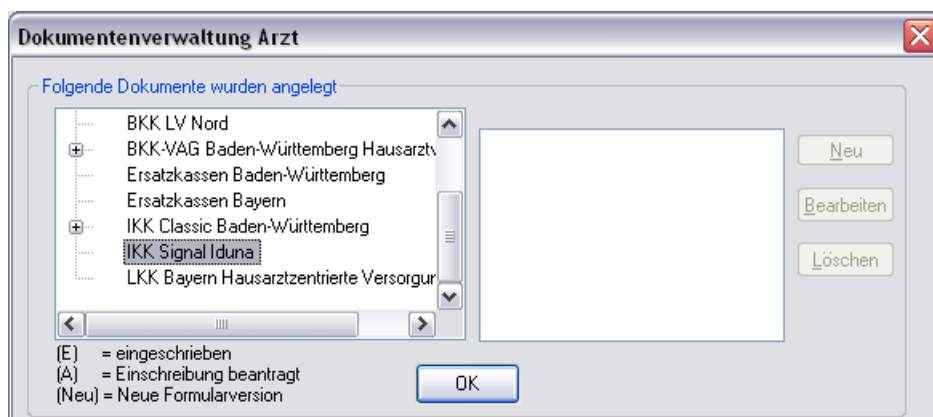 Dokumentenverwaltung Arzt
Folgende Dokumente wurden angelegt
BKK LV Nord
BKK-VAG Baden-Württemberg Hausarztv
Ersatzkassen Baden-Württemberg
Ersatzkassen Bayern
IKK Classic Baden-Württemberg
IKK Signal Iduna
LKK Bayern Hausarztzentrierte Versorgur
Neu
Bearbeiten
Löschen
(E) = eingeschrieben
(A) = Einschreibung beantragt
(Neu) = Neue Formularversion
OK